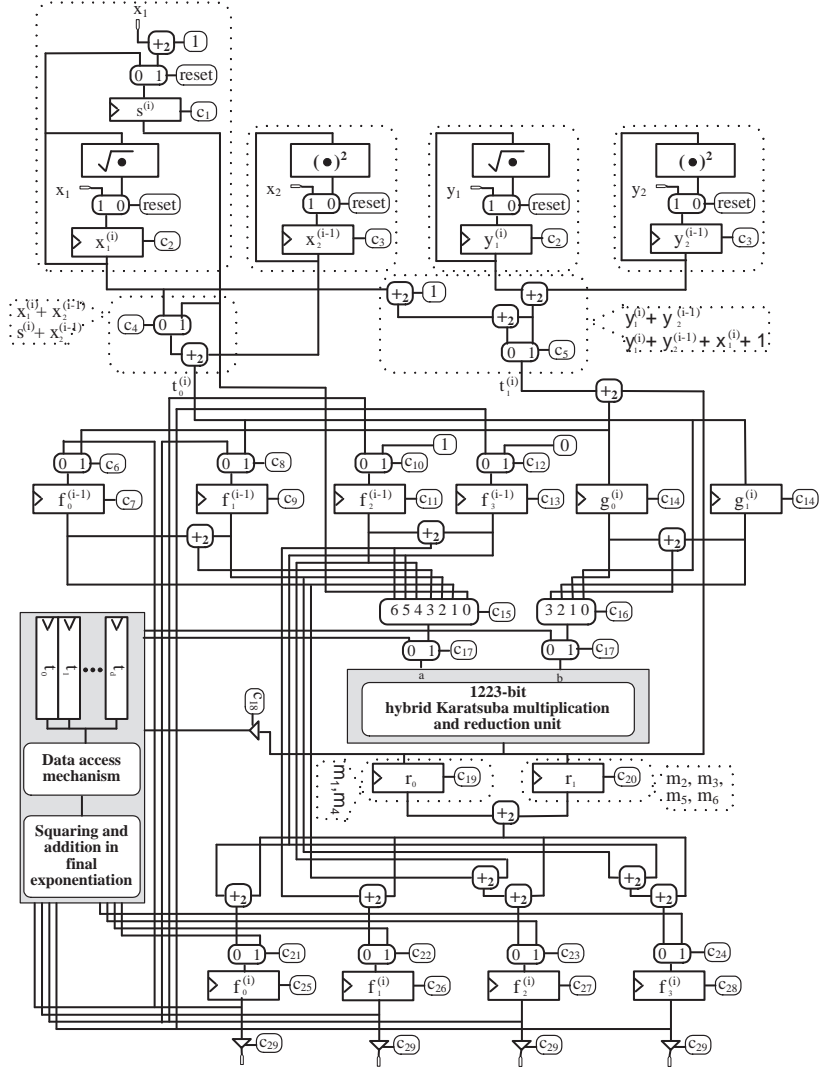 x₁
+₂ 1
0 1 reset
s⁽ⁱ⁾ c₁
√• (•)² √• (•)²
x₁ x₂ y₁ y₂
1 0 reset 1 0 reset 1 0 reset 1 0 reset
x₁⁽ⁱ⁾ c₂ x₂⁽ⁱ⁻¹⁾ c₃ y₁⁽ⁱ⁾ c₂ y₂⁽ⁱ⁻¹⁾ c₃
+₂ 1 +₂
x₁⁽ⁱ⁾+ x₂⁽ⁱ⁻¹⁾
s⁽ⁱ⁾+ x₂⁽ⁱ⁻¹⁾
c₄ 0 1 +₂
+₂ 0 1 c₅
y₁⁽ⁱ⁾+ y₂⁽ⁱ⁻¹⁾
y₁⁽ⁱ⁾+ y₂⁽ⁱ⁻¹⁾+ x₁⁽ⁱ⁾+ 1
t₀⁽ⁱ⁾ t₁⁽ⁱ⁾ +₂
1 0
0 1 c₆ 0 1 c₈ 0 1 c₁₀ 0 1 c₁₂
f₀⁽ⁱ⁻¹⁾ c₇ f₁⁽ⁱ⁻¹⁾ c₉ f₂⁽ⁱ⁻¹⁾ c₁₁ f₃⁽ⁱ⁻¹⁾ c₁₃ g₀⁽ⁱ⁾ c₁₄ g₁⁽ⁱ⁾ c₁₄
+₂ +₂ +₂
6 5 4 3 2 1 0 c₁₅ 3 2 1 0 c₁₆
0 1 c₁₇ 0 1 c₁₇
a b
1223-bit
hybrid Karatsuba multiplication
and reduction unit
t₀ t₁ ••• t_d
c₁₈
Data access
mechanism
Squaring and
addition in
final
exponentiation
m₁,m₄
r₀ c₁₉ r₁ c₂₀
m₂, m₃,
m₅, m₆
+₂
+₂ +₂
+₂ +₂ +₂ +₂
0 1 c₂₁ 0 1 c₂₂ 0 1 c₂₃ 0 1 c₂₄
f₀⁽ⁱ⁾ c₂₅ f₁⁽ⁱ⁾ c₂₆ f₂⁽ⁱ⁾ c₂₇ f₃⁽ⁱ⁾ c₂₈
c₂₉ c₂₉ c₂₉ c₂₉